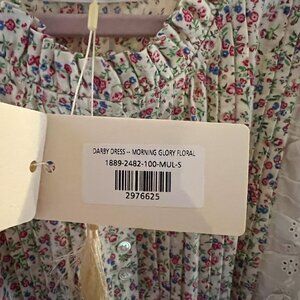 DARBY DRESS -- MORNING GLORY FLORAL
1889-2482-100-MUL-S
2976625